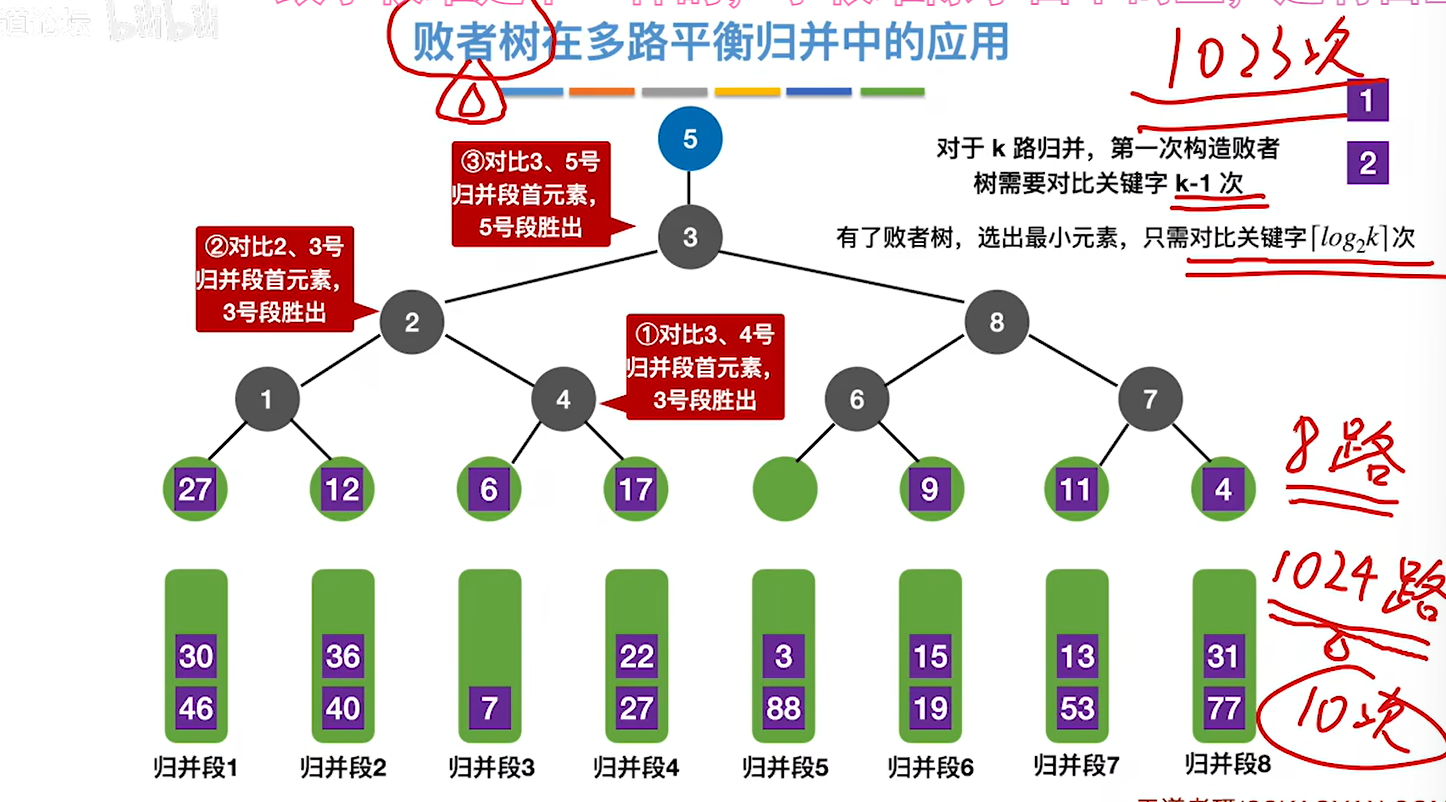 败者树在多路平衡归并中的应用
1023次
1
2
5
③对比3、5号
归并段首元素,
5号段胜出
对于 k 路归并，第一次构造败者
树需要对比关键字 k-1 次
有了败者树，选出最小元素，只需对比关键字⌈log₂k⌉次
3
②对比2、3号
归并段首元素,
3号段胜出
2
8
①对比3、4号
归并段首元素,
3号段胜出
1
4
6
7
8路
27 12 6 17 9 11 4
1024路
30 36 22 3 15 13 31
46 40 7 27 88 19 53 77
10次
归并段1 归并段2 归并段3 归并段4 归并段5 归并段6 归并段7 归并段8